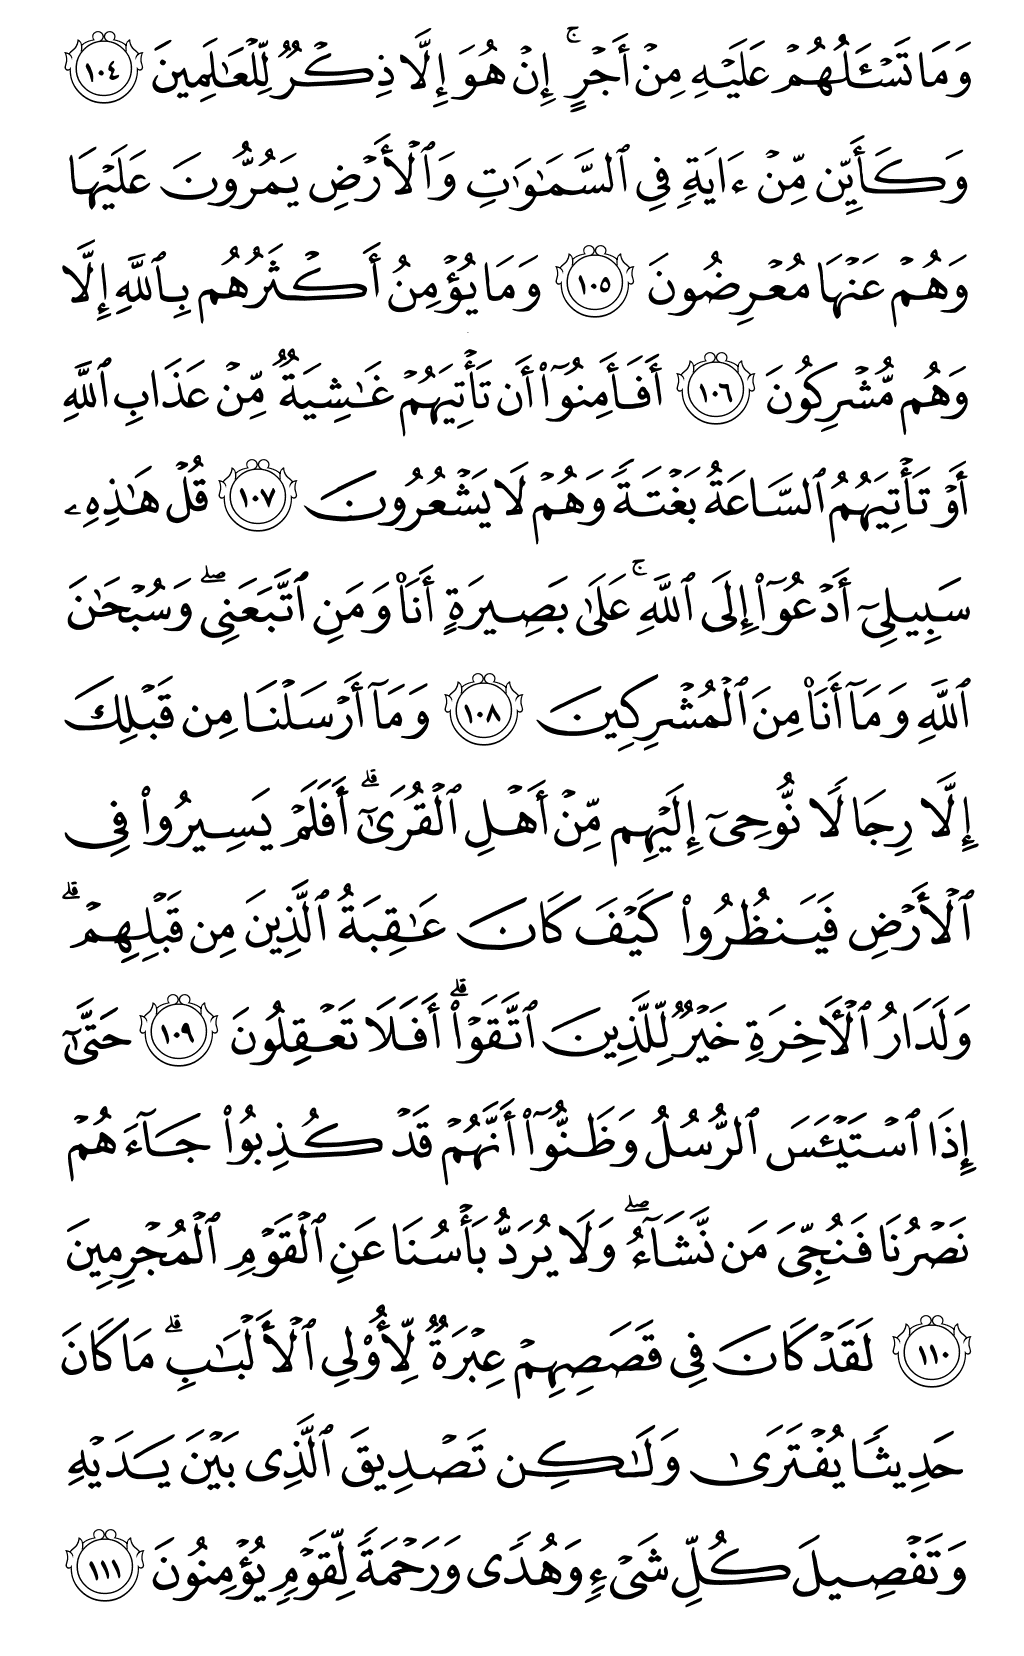 وَمَا تَسۡـَٔلُهُمۡ عَلَيۡهِ مِنۡ أَجۡرٍۚ إِنۡ هُوَ إِلَّا ذِكۡرٞ لِّلۡعَٰلَمِينَ ١٠٤
وَكَأَيِّن مِّنۡ ءَايَةٖ فِي ٱلسَّمَٰوَٰتِ وَٱلۡأَرۡضِ يَمُرُّونَ عَلَيۡهَا
وَهُمۡ عَنۡهَا مُعۡرِضُونَ ١٠٥ وَمَا يُؤۡمِنُ أَكۡثَرُهُم بِٱللَّهِ إِلَّا
وَهُم مُّشۡرِكُونَ ١٠٦ أَفَأَمِنُوٓاْ أَن تَأۡتِيَهُمۡ غَٰشِيَةٞ مِّنۡ عَذَابِ ٱللَّهِ
أَوۡ تَأۡتِيَهُمُ ٱلسَّاعَةُ بَغۡتَةٗ وَهُمۡ لَا يَشۡعُرُونَ ١٠٧ قُلۡ هَٰذِهِۦ
سَبِيلِيٓ أَدۡعُوٓاْ إِلَى ٱللَّهِۚ عَلَىٰ بَصِيرَةٍ أَنَا۠ وَمَنِ ٱتَّبَعَنِيۖ وَسُبۡحَٰنَ
ٱللَّهِ وَمَآ أَنَا۠ مِنَ ٱلۡمُشۡرِكِينَ ١٠٨ وَمَآ أَرۡسَلۡنَا مِن قَبۡلِكَ
إِلَّا رِجَالٗا نُّوحِيٓ إِلَيۡهِم مِّنۡ أَهۡلِ ٱلۡقُرَىٰٓۗ أَفَلَمۡ يَسِيرُواْ فِي
ٱلۡأَرۡضِ فَيَنظُرُواْ كَيۡفَ كَانَ عَٰقِبَةُ ٱلَّذِينَ مِن قَبۡلِهِمۡۗ
وَلَدَارُ ٱلۡأٓخِرَةِ خَيۡرٞ لِّلَّذِينَ ٱتَّقَوۡاْۗ أَفَلَا تَعۡقِلُونَ ١٠٩ حَتَّىٰٓ
إِذَا ٱسۡتَيۡـَٔسَ ٱلرُّسُلُ وَظَنُّوٓاْ أَنَّهُمۡ قَدۡ كُذِبُواْ جَآءَهُمۡ
نَصۡرُنَا فَنُجِّيَ مَن نَّشَآءُۖ وَلَا يُرَدُّ بَأۡسُنَا عَنِ ٱلۡقَوۡمِ ٱلۡمُجۡرِمِينَ
١١٠ لَقَدۡ كَانَ فِي قَصَصِهِمۡ عِبۡرَةٞ لِّأُوْلِي ٱلۡأَلۡبَٰبِۗ مَا كَانَ
حَدِيثٗا يُفۡتَرَىٰ وَلَٰكِن تَصۡدِيقَ ٱلَّذِي بَيۡنَ يَدَيۡهِ
وَتَفۡصِيلَ كُلِّ شَيۡءٖ وَهُدٗى وَرَحۡمَةٗ لِّقَوۡمٖ يُؤۡمِنُونَ ١١١